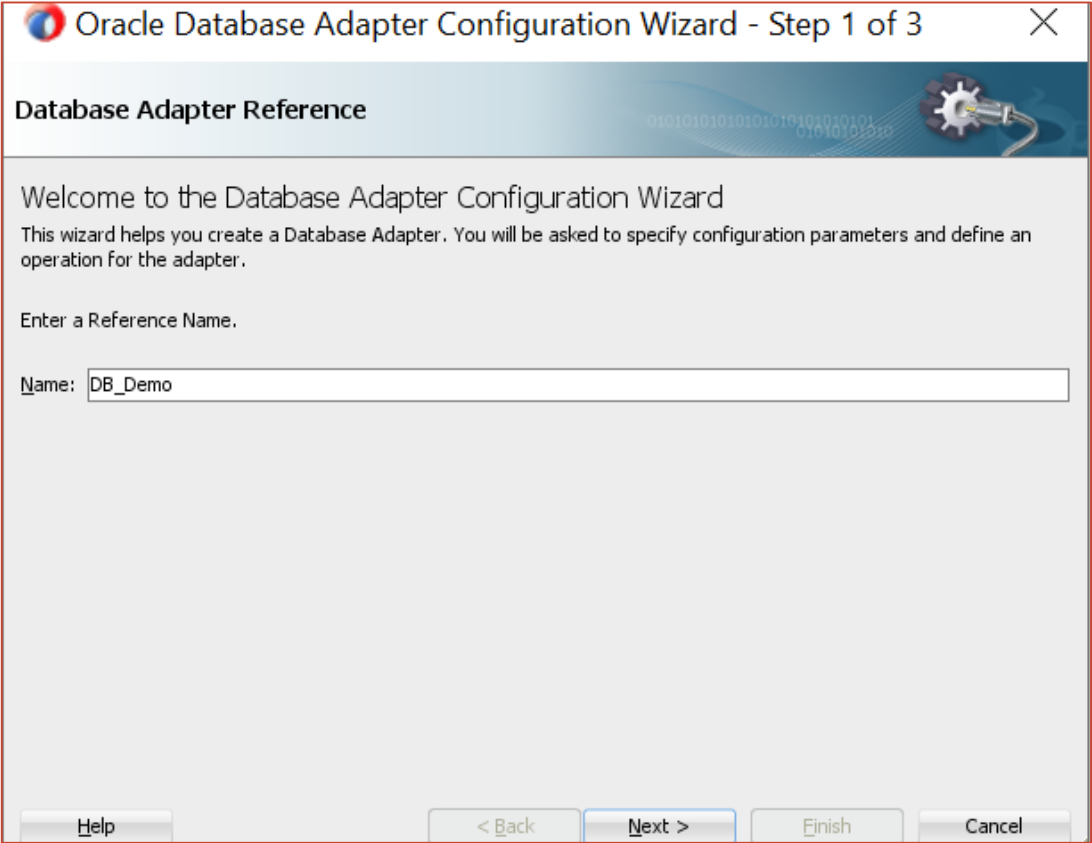 Oracle Database Adapter Configuration Wizard - Step 1 of 3
Database Adapter Reference
010101010101010101010101
01010101010
Welcome to the Database Adapter Configuration Wizard
This wizard helps you create a Database Adapter. You will be asked to specify configuration parameters and define an
operation for the adapter.
Enter a Reference Name.
Name: DB_Demo
Help < Back Next > Finish Cancel